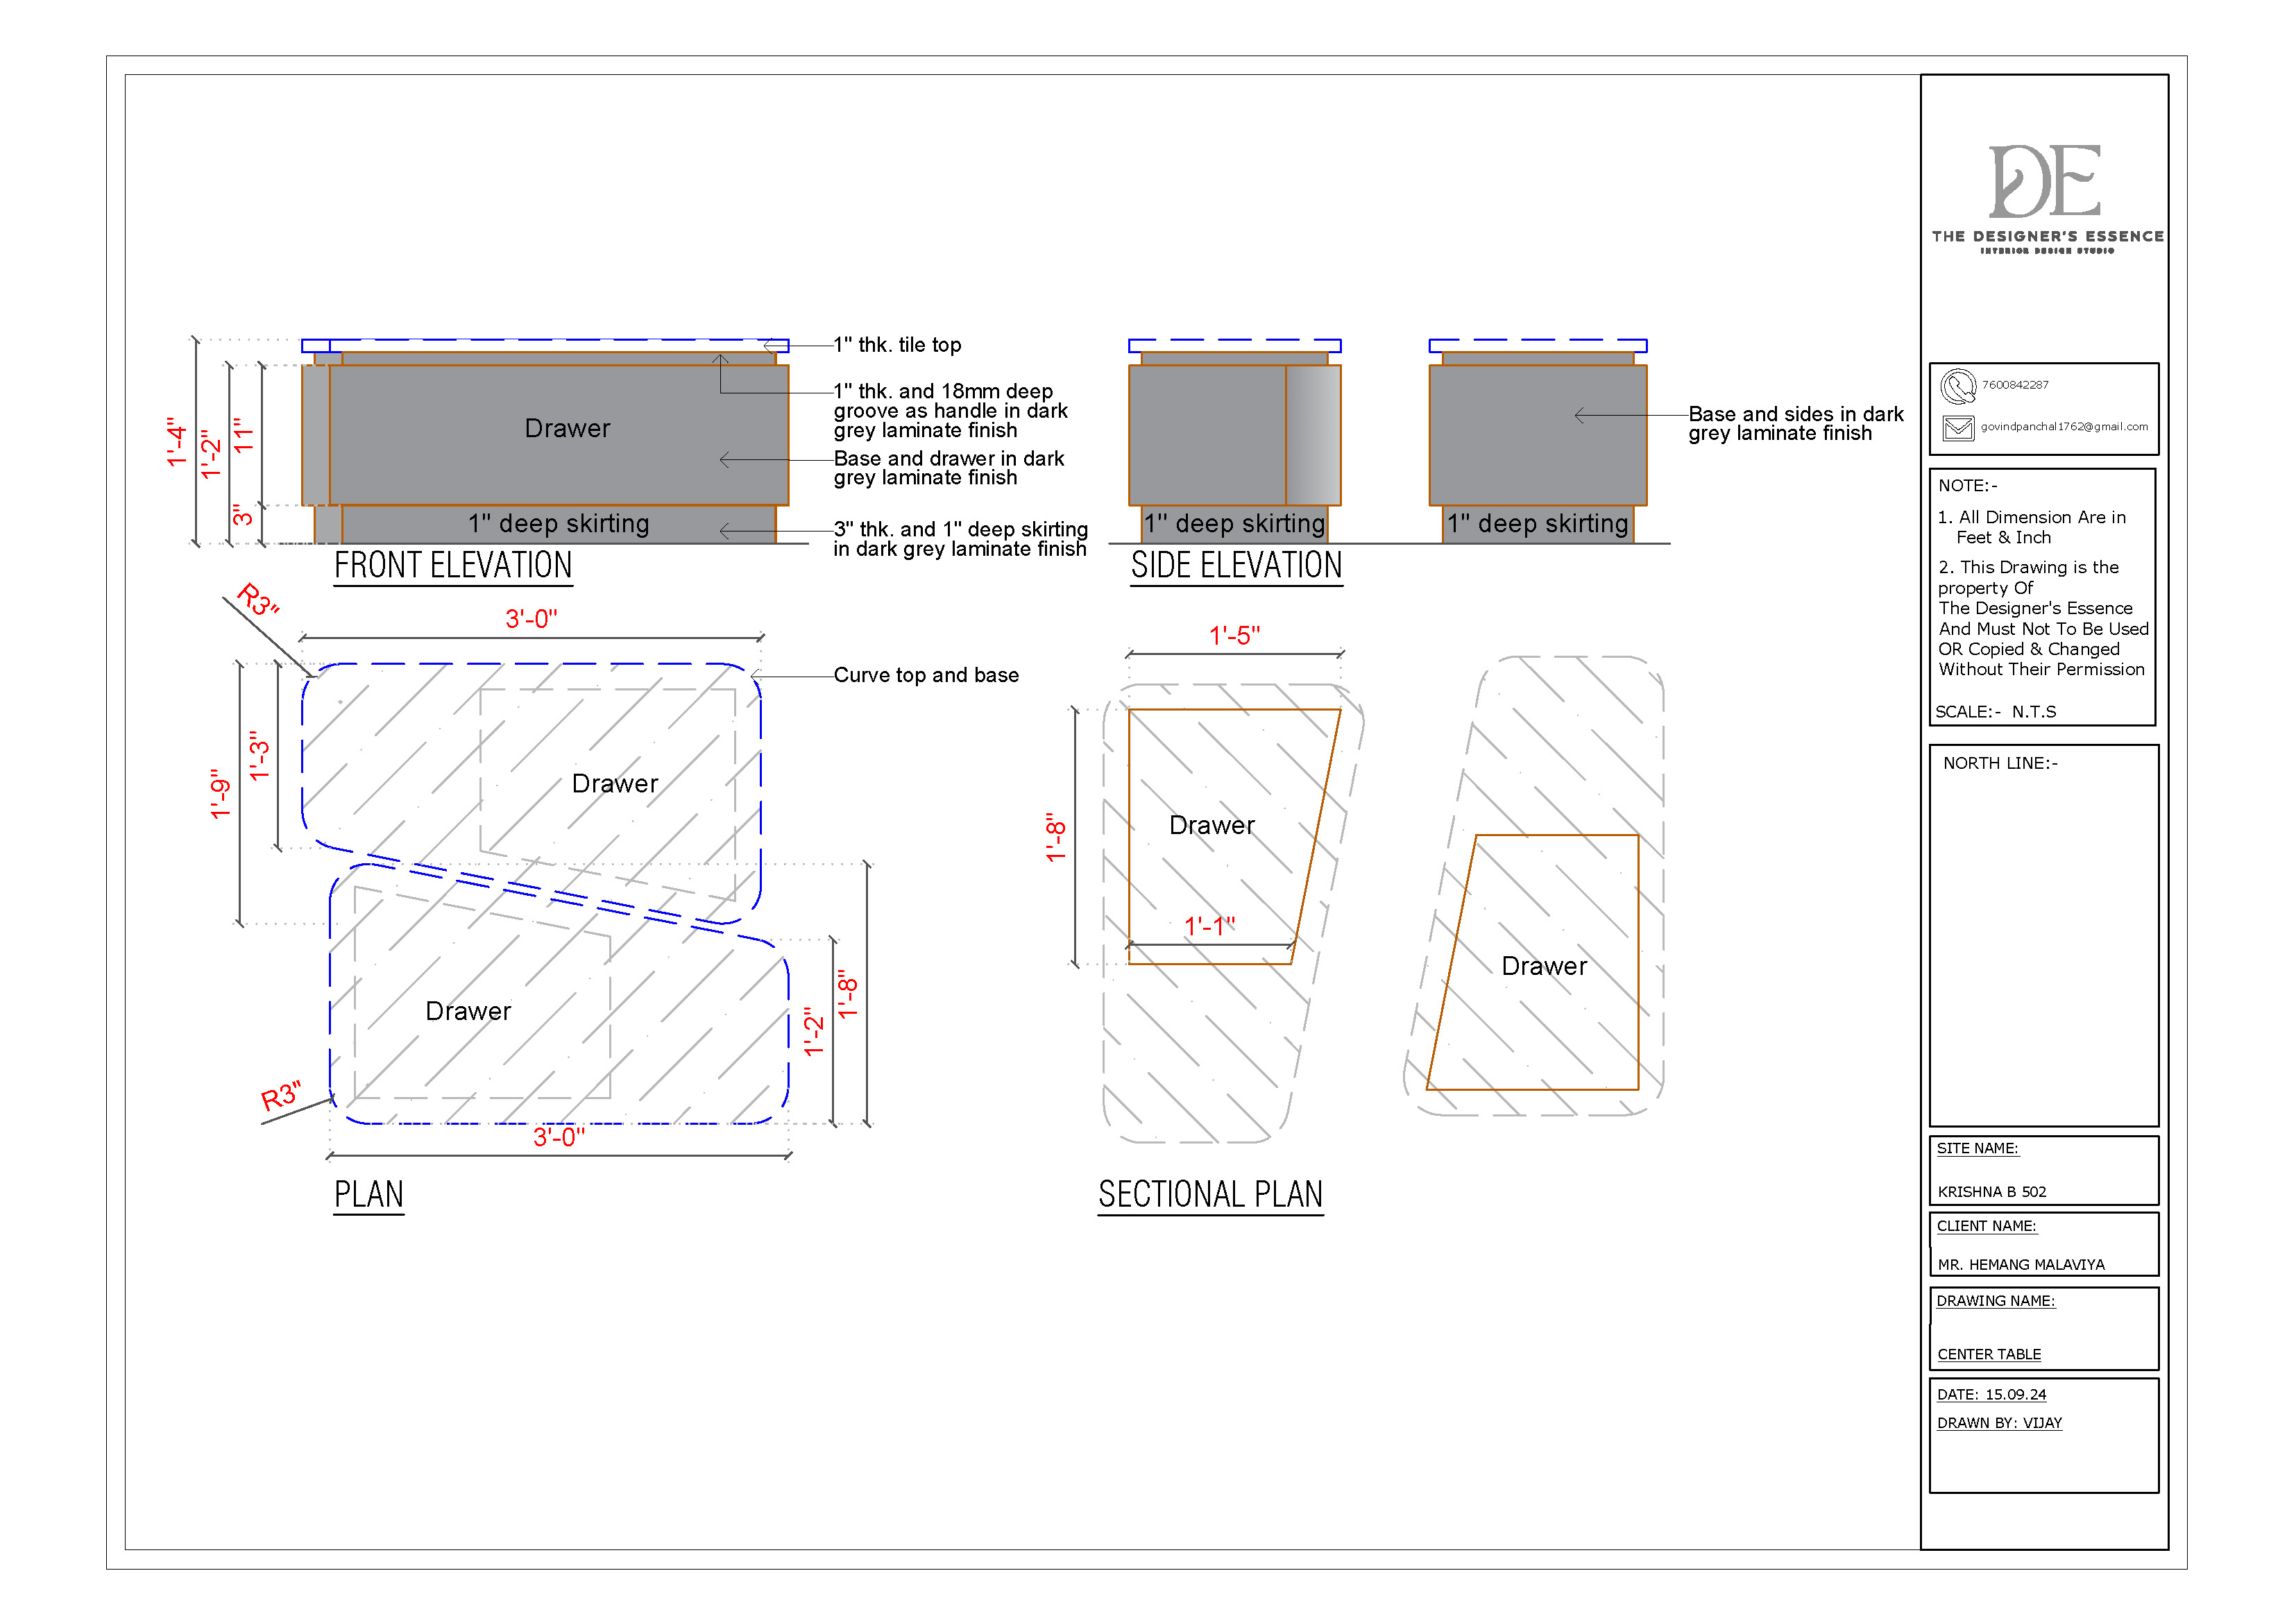 1" thk. tile top
1" thk. and 18mm deep
groove as handle in dark
grey laminate finish
Base and drawer in dark
grey laminate finish
3" thk. and 1" deep skirting
in dark grey laminate finish
Drawer
1" deep skirting
1'-4"
1'-2"
11"
3"
FRONT ELEVATION
1" deep skirting
1" deep skirting
Base and sides in dark
grey laminate finish
SIDE ELEVATION
R3"
3'-0"
Curve top and base
1'-9"
1'-3"
Drawer
Drawer
1'-2"
1'-8"
R3"
3'-0"
PLAN
1'-5"
1'-8"
Drawer
1'-1"
Drawer
SECTIONAL PLAN
DE
THE DESIGNER'S ESSENCE
INTERIOR DESIGN STUDIO
7600842287
govindpanchal1762@gmail.com
NOTE:-
1. All Dimension Are in
Feet & Inch
2. This Drawing is the
property Of
The Designer's Essence
And Must Not To Be Used
OR Copied & Changed
Without Their Permission
SCALE:- N.T.S
NORTH LINE:-
SITE NAME:
KRISHNA B 502
CLIENT NAME:
MR. HEMANG MALAVIYA
DRAWING NAME:
CENTER TABLE
DATE: 15.09.24
DRAWN BY: VIJAY